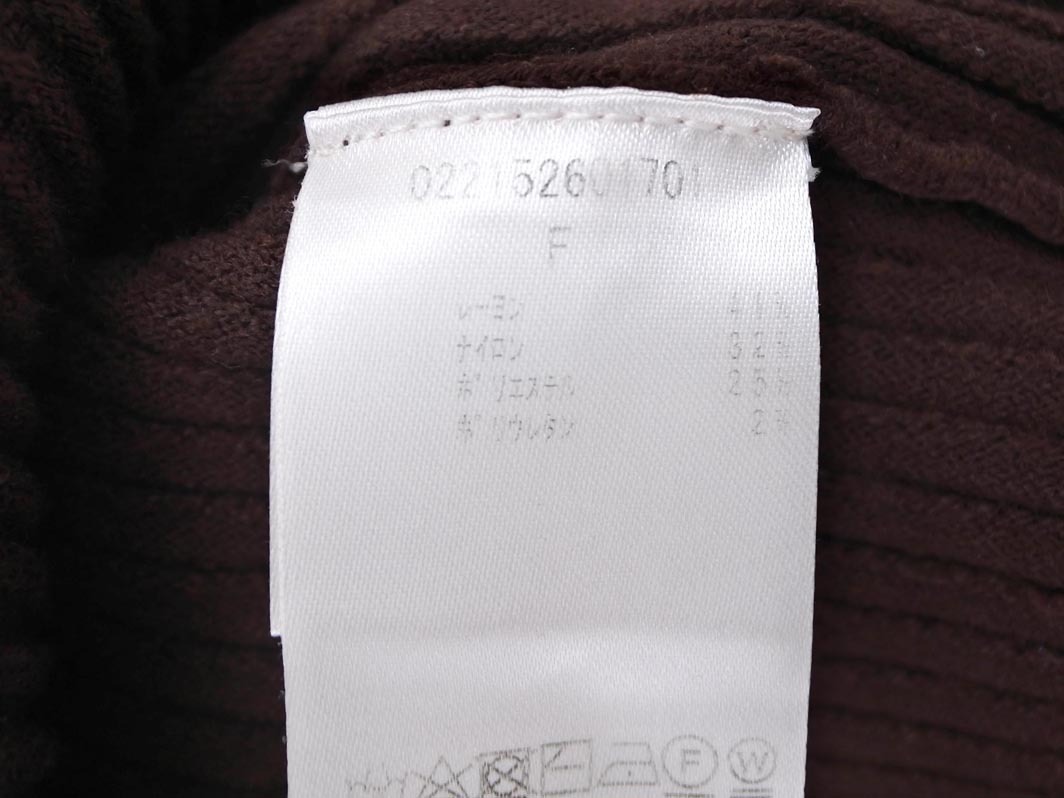 022152601701
F
レーヨン 41%
ナイロン 32%
ポリエステル 25%
ポリウレタン 2%
F W